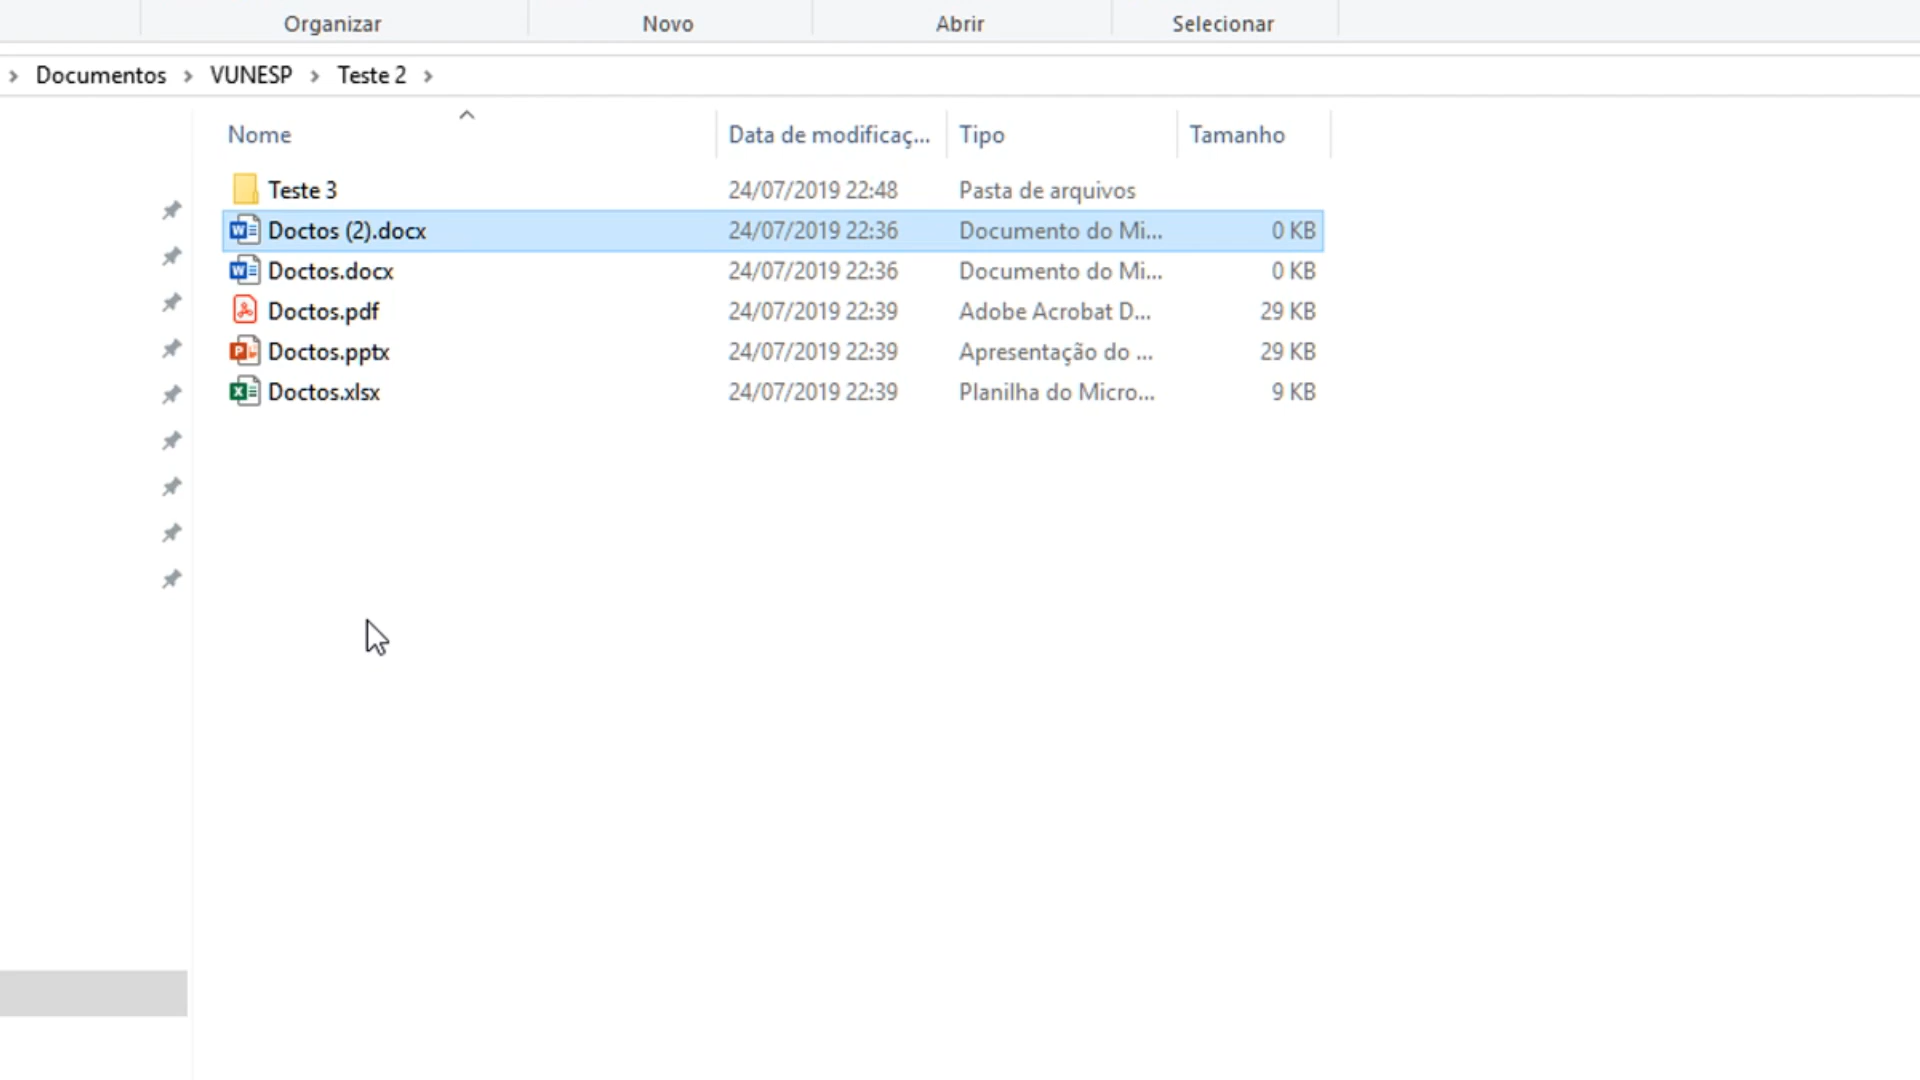 Organizar Novo Abrir Selecionar
Documentos VUNESP Teste 2
Nome Data de modificaç... Tipo Tamanho
Teste 3 24/07/2019 22:48 Pasta de arquivos
Doctos (2).docx 24/07/2019 22:36 Documento do Mi... 0 KB
Doctos.docx 24/07/2019 22:36 Documento do Mi... 0 KB
Doctos.pdf 24/07/2019 22:39 Adobe Acrobat D... 29 KB
Doctos.pptx 24/07/2019 22:39 Apresentação do ... 29 KB
Doctos.xlsx 24/07/2019 22:39 Planilha do Micro... 9 KB